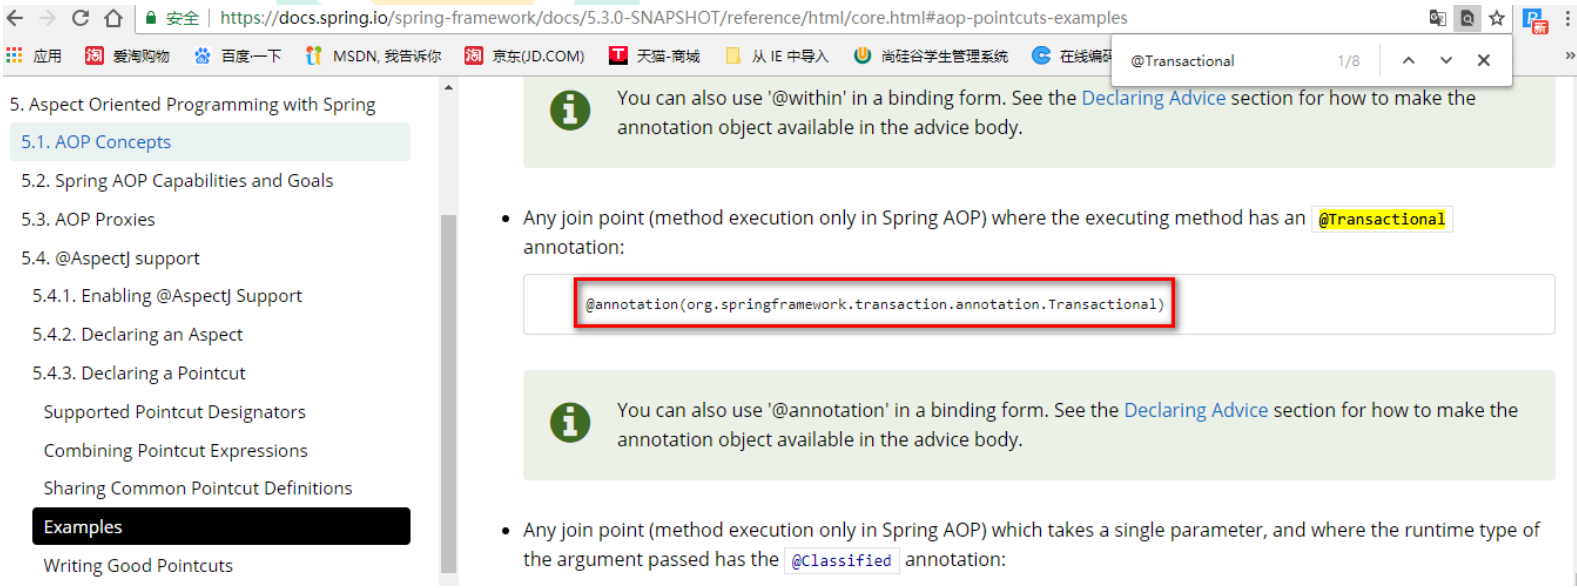 安全 | https://docs.spring.io/spring-framework/docs/5.3.0-SNAPSHOT/reference/html/core.html#aop-pointcuts-examples
新
应用 淘 爱淘购物 百度一下 MSDN, 我告诉你 淘 京东(JD.COM) T 天猫-商城 从 IE 中导入 尚硅谷学生管理系统 在线编码 »
@Transactional 1/8
5. Aspect Oriented Programming with Spring
5.1. AOP Concepts
5.2. Spring AOP Capabilities and Goals
5.3. AOP Proxies
5.4. @AspectJ support
5.4.1. Enabling @AspectJ Support
5.4.2. Declaring an Aspect
5.4.3. Declaring a Pointcut
Supported Pointcut Designators
Combining Pointcut Expressions
Sharing Common Pointcut Definitions
Examples
Writing Good Pointcuts
You can also use '@within' in a binding form. See the Declaring Advice section for how to make the
annotation object available in the advice body.
• Any join point (method execution only in Spring AOP) where the executing method has an @Transactional
annotation:
@annotation(org.springframework.transaction.annotation.Transactional)
You can also use '@annotation' in a binding form. See the Declaring Advice section for how to make the
annotation object available in the advice body.
• Any join point (method execution only in Spring AOP) which takes a single parameter, and where the runtime type of
the argument passed has the @Classified annotation: